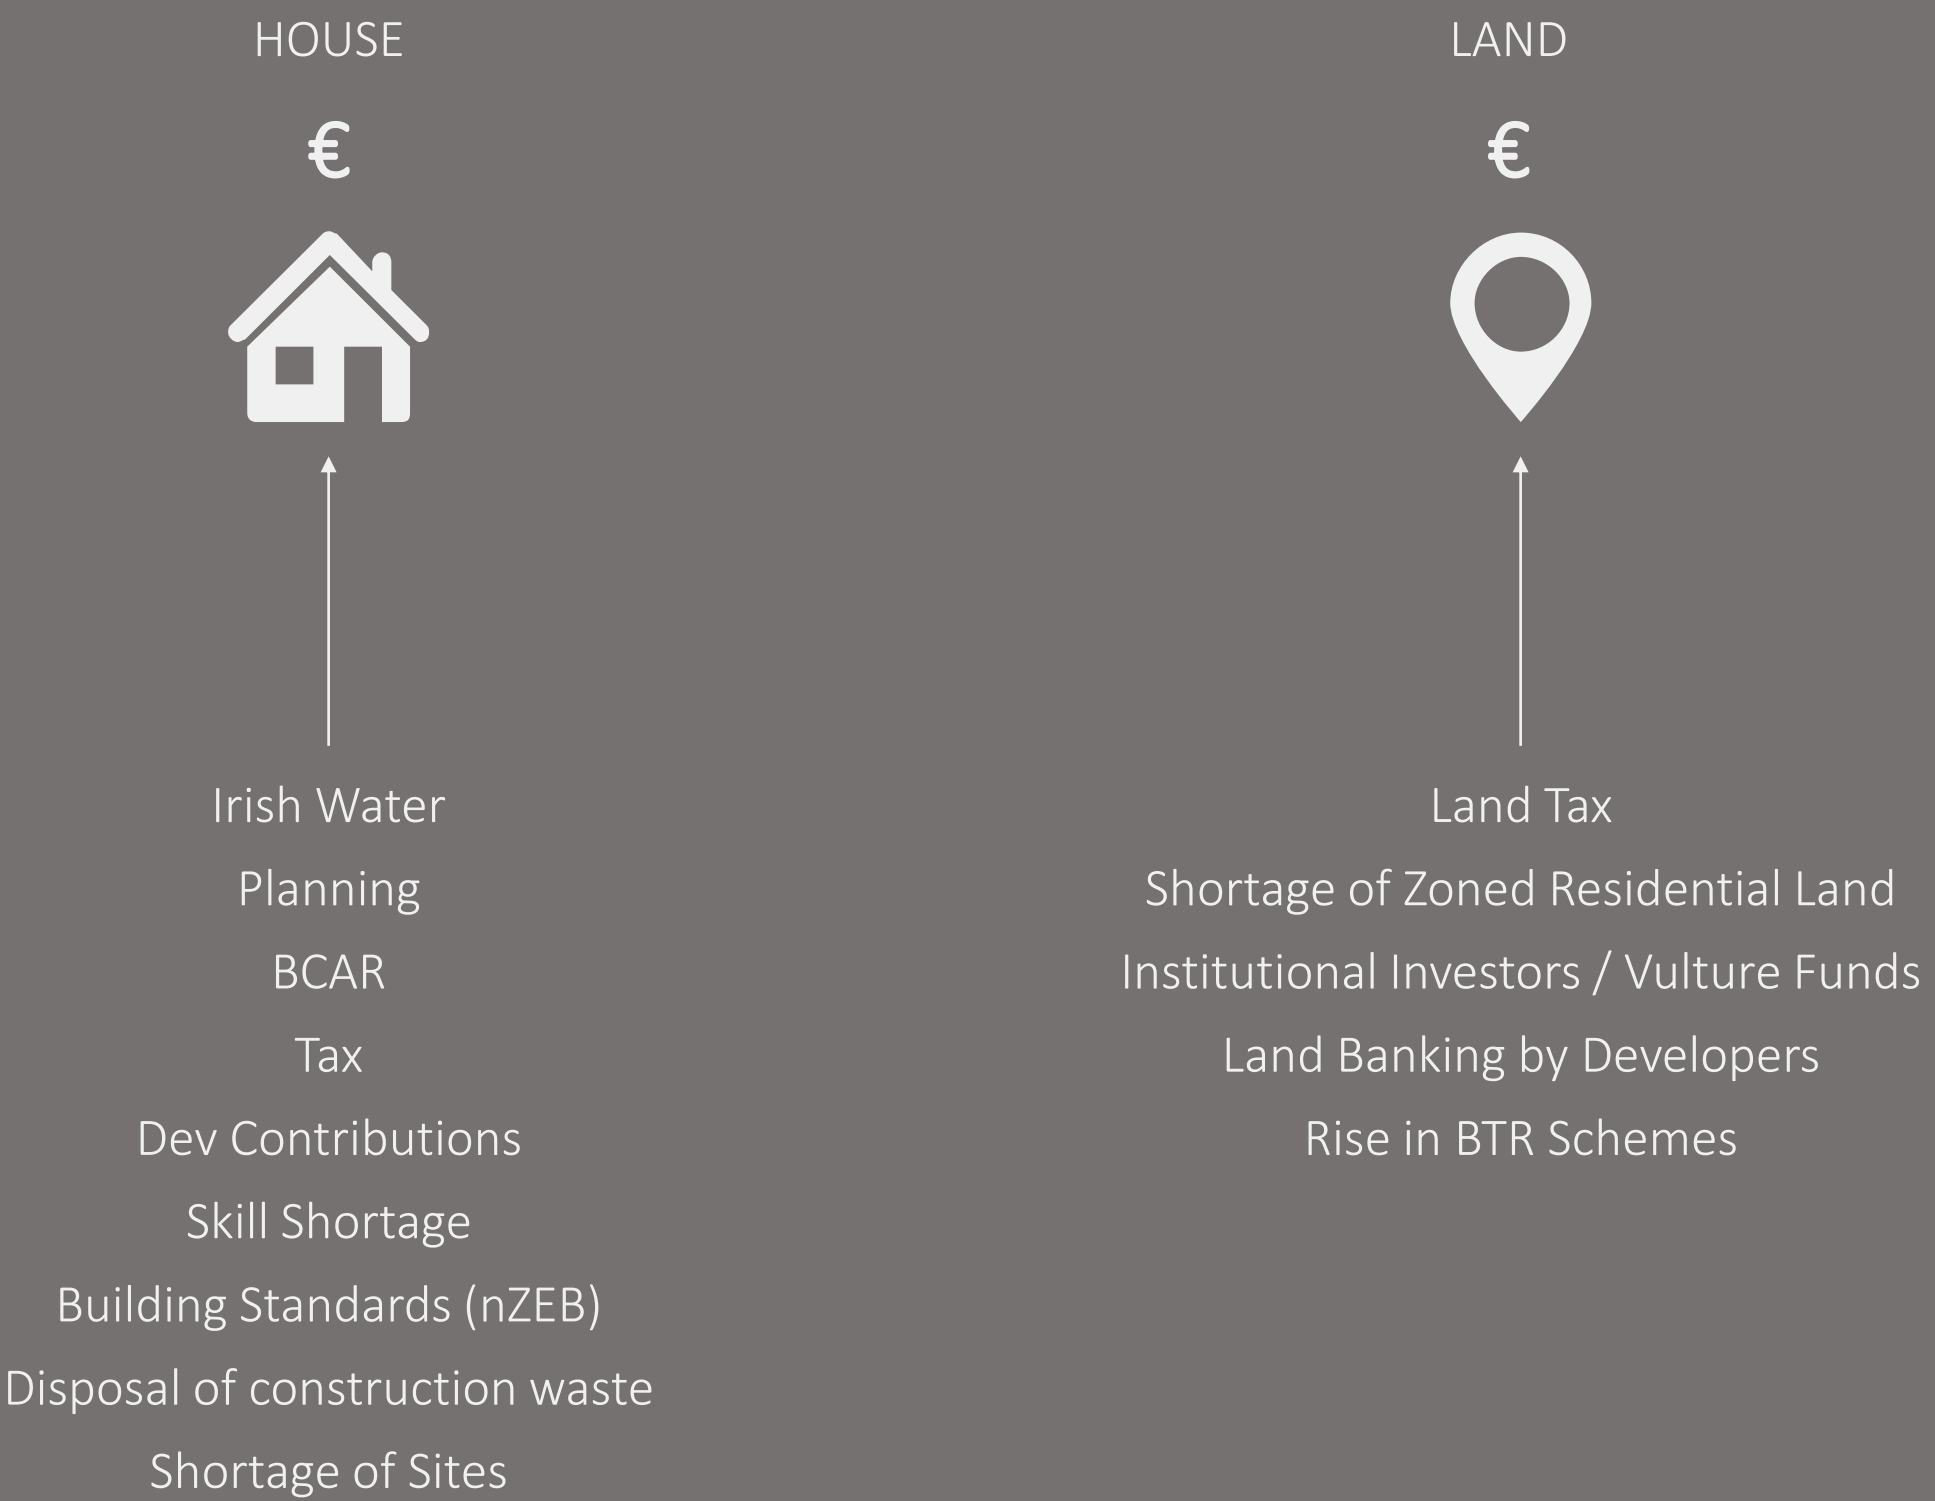 HOUSE
€
Irish Water
Planning
BCAR
Tax
Dev Contributions
Skill Shortage
Building Standards (nZEB)
Disposal of construction waste
Shortage of Sites
LAND
€
Land Tax
Shortage of Zoned Residential Land
Institutional Investors / Vulture Funds
Land Banking by Developers
Rise in BTR Schemes